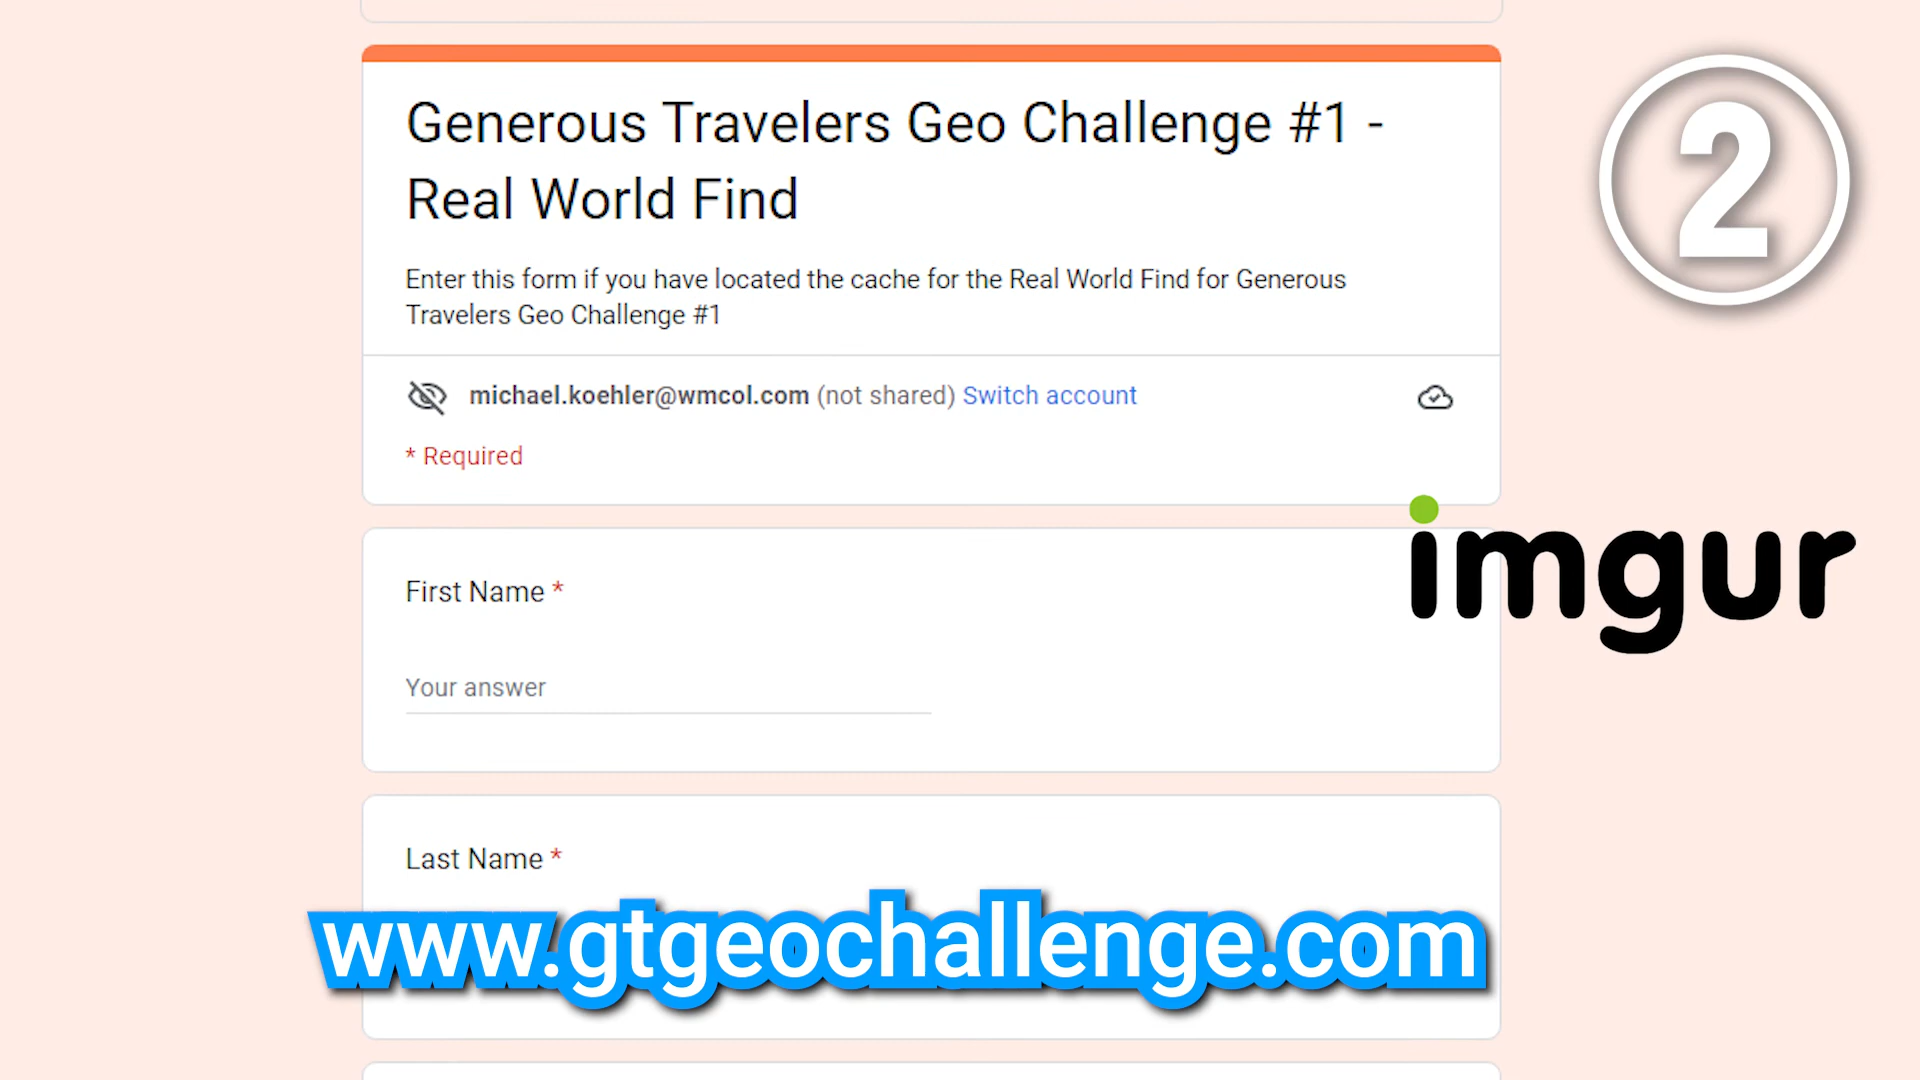 Generous Travelers Geo Challenge #1 -
Real World Find
2
Enter this form if you have located the cache for the Real World Find for Generous
Travelers Geo Challenge #1
michael.koehler@wmcol.com (not shared) Switch account
* Required
imgur
First Name *
Your answer
Last Name *
www.gtgeochallenge.com